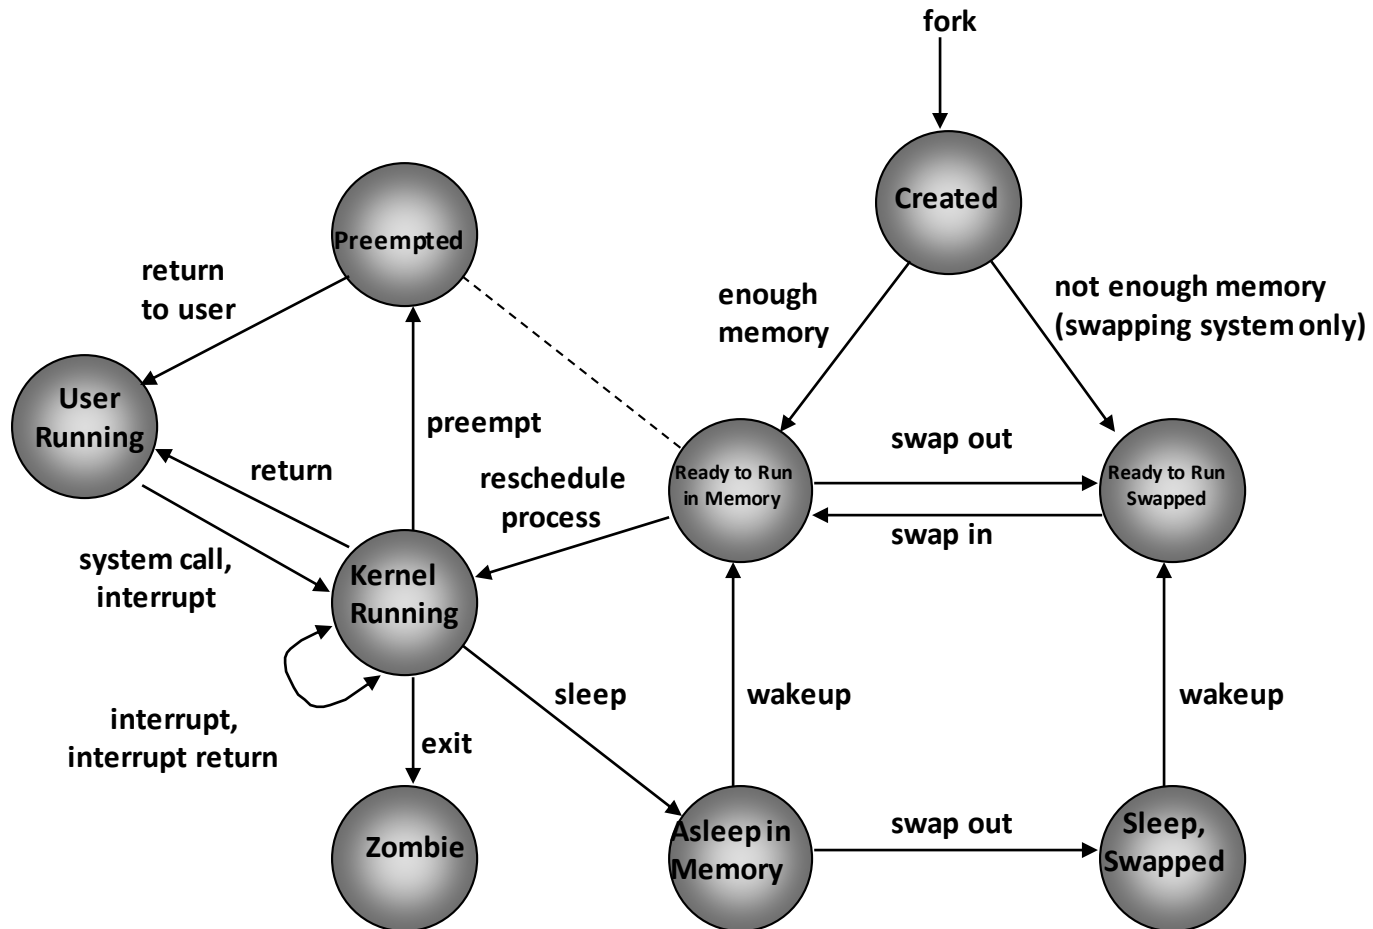 fork
Created
Preempted
return
to user
enough
memory
not enough memory
(swapping system only)
User
Running
preempt
swap out
return
reschedule
process
Ready to Run
in Memory
Ready to Run
Swapped
swap in
system call,
interrupt
Kernel
Running
sleep
wakeup
wakeup
interrupt,
interrupt return
exit
Zombie
Asleep in
Memory
swap out
Sleep,
Swapped